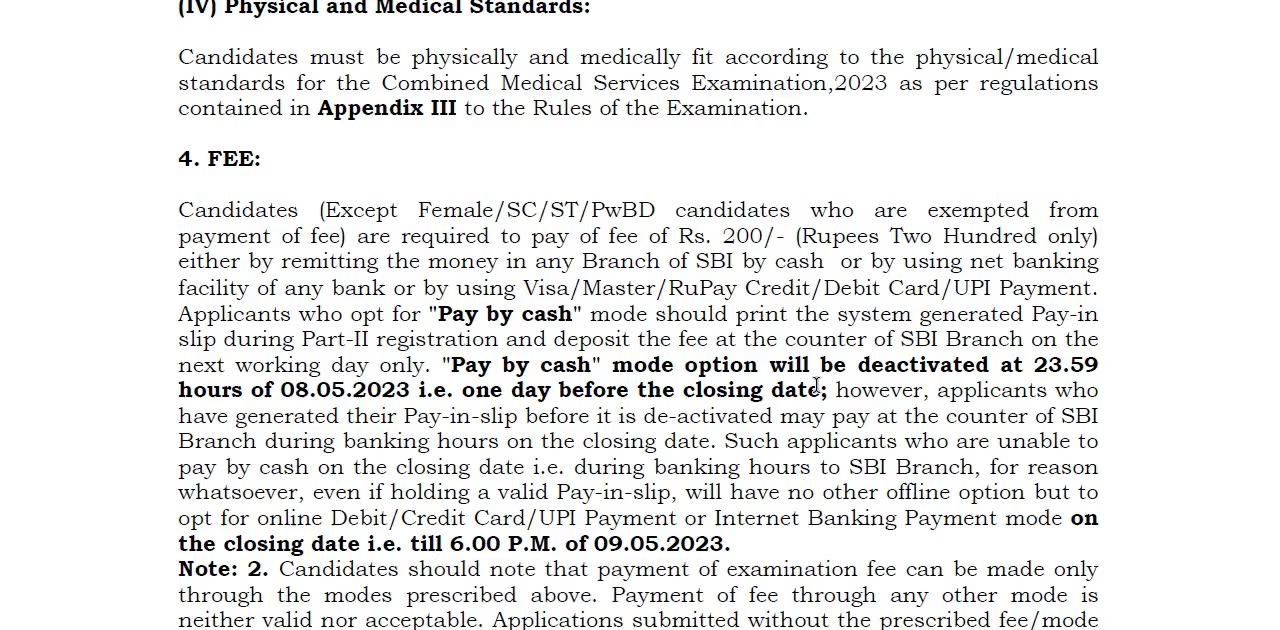 (IV) Physical and Medical Standards:
Candidates must be physically and medically fit according to the physical/medical
standards for the Combined Medical Services Examination,2023 as per regulations
contained in Appendix III to the Rules of the Examination.
4. FEE:
Candidates (Except Female/SC/ST/PwBD candidates who are exempted from
payment of fee) are required to pay of fee of Rs. 200/- (Rupees Two Hundred only)
either by remitting the money in any Branch of SBI by cash or by using net banking
facility of any bank or by using Visa/Master/RuPay Credit/Debit Card/UPI Payment.
Applicants who opt for "Pay by cash" mode should print the system generated Pay-in
slip during Part-II registration and deposit the fee at the counter of SBI Branch on the
next working day only. "Pay by cash" mode option will be deactivated at 23.59
hours of 08.05.2023 i.e. one day before the closing date; however, applicants who
have generated their Pay-in-slip before it is de-activated may pay at the counter of SBI
Branch during banking hours on the closing date. Such applicants who are unable to
pay by cash on the closing date i.e. during banking hours to SBI Branch, for reason
whatsoever, even if holding a valid Pay-in-slip, will have no other offline option but to
opt for online Debit/Credit Card/UPI Payment or Internet Banking Payment mode on
the closing date i.e. till 6.00 P.M. of 09.05.2023.
Note: 2. Candidates should note that payment of examination fee can be made only
through the modes prescribed above. Payment of fee through any other mode is
neither valid nor acceptable. Applications submitted without the prescribed fee/mode